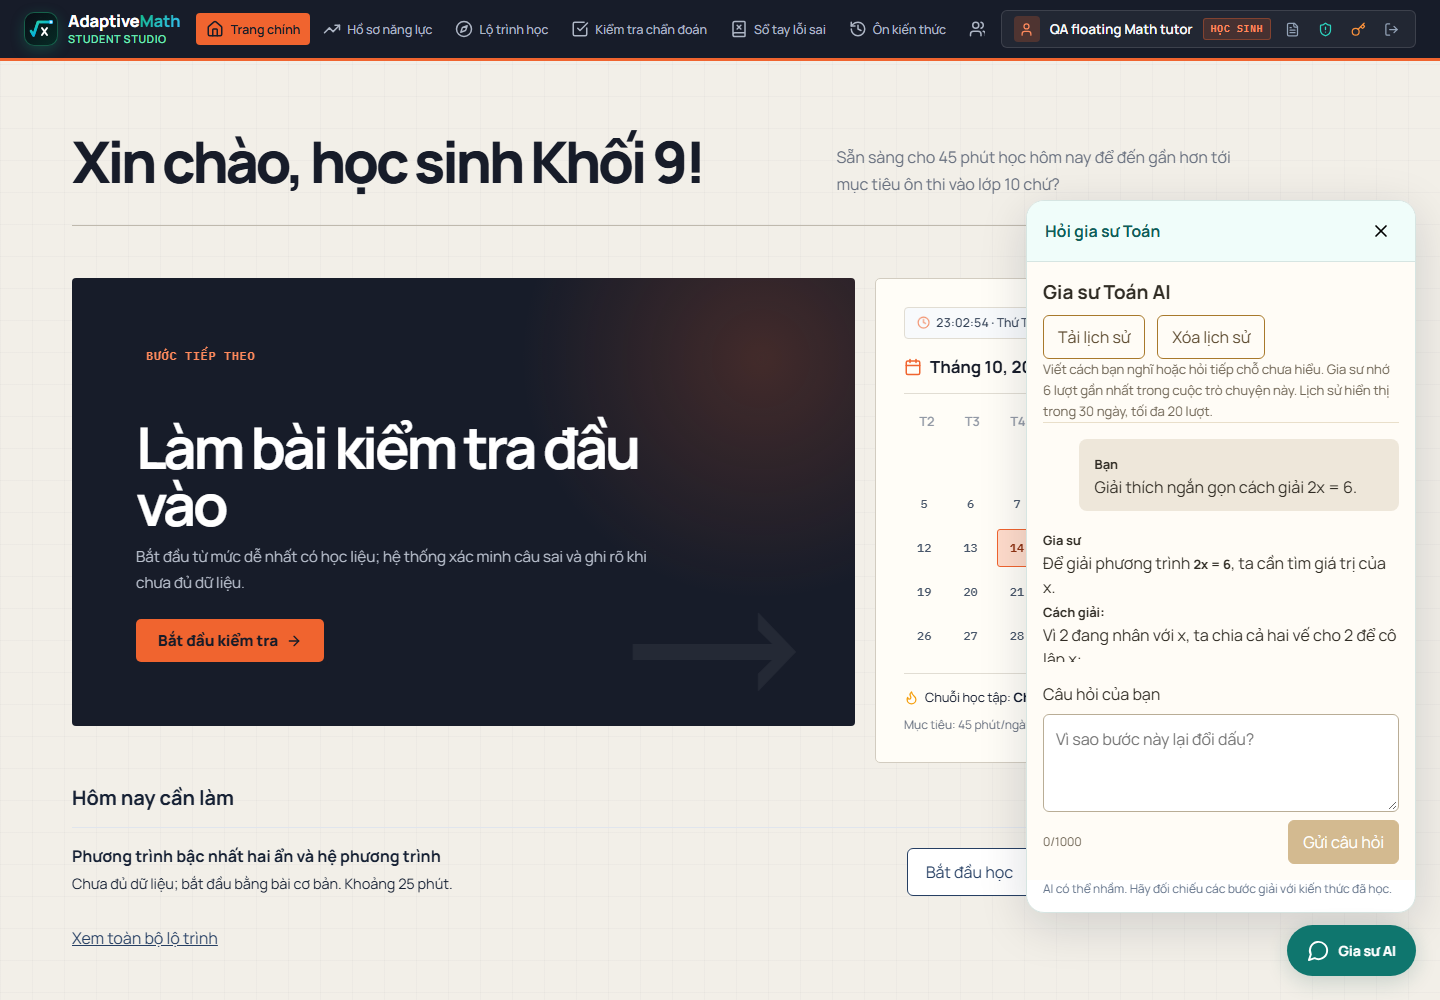 AdaptiveMath
STUDENT STUDIO
Trang chính
Hồ sơ năng lực
Lộ trình học
Kiểm tra chẩn đoán
Sổ tay lỗi sai
Ôn kiến thức
QA floating Math tutor
HỌC SINH
Xin chào, học sinh Khối 9!
Sẵn sàng cho 45 phút học hôm nay để đến gần hơn tới
mục tiêu ôn thi vào lớp 10 chứ?
BƯỚC TIẾP THEO
Làm bài kiểm tra đầu
vào
Bắt đầu từ mức dễ nhất có học liệu; hệ thống xác minh câu sai và ghi rõ khi
chưa đủ dữ liệu.
Bắt đầu kiểm tra
23:02:54 · Thứ T
Tháng 10, 20
T2 T3 T4
5 6 7
12 13 14
19 20 21
26 27 28
Chuỗi học tập: Ch
Mục tiêu: 45 phút/ngà
Hôm nay cần làm
Phương trình bậc nhất hai ẩn và hệ phương trình
Chưa đủ dữ liệu; bắt đầu bằng bài cơ bản. Khoảng 25 phút.
Bắt đầu học
Xem toàn bộ lộ trình
Hỏi gia sư Toán
Gia sư Toán AI
Tải lịch sử
Xóa lịch sử
Viết cách bạn nghĩ hoặc hỏi tiếp chỗ chưa hiểu. Gia sư nhớ
6 lượt gần nhất trong cuộc trò chuyện này. Lịch sử hiển thị
trong 30 ngày, tối đa 20 lượt.
Bạn
Giải thích ngắn gọn cách giải 2x = 6.
Gia sư
Để giải phương trình 2x = 6, ta cần tìm giá trị của
x.
Cách giải:
Vì 2 đang nhân với x, ta chia cả hai vế cho 2 để cô
lập x:
Câu hỏi của bạn
Vì sao bước này lại đổi dấu?
0/1000
Gửi câu hỏi
AI có thể nhầm. Hãy đối chiếu các bước giải với kiến thức đã học.
Gia sư AI